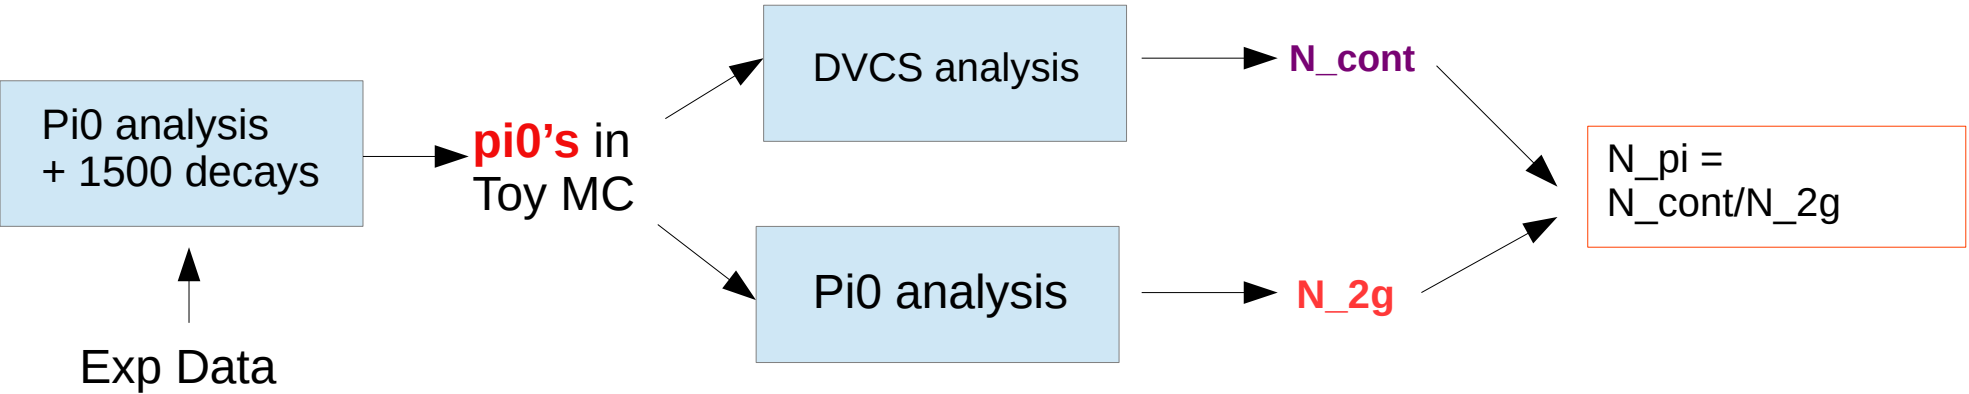 Pi0 analysis
+ 1500 decays
Exp Data
pi0’s in
Toy MC
DVCS analysis
Pi0 analysis
N_cont
N_2g
N_pi =
N_cont/N_2g